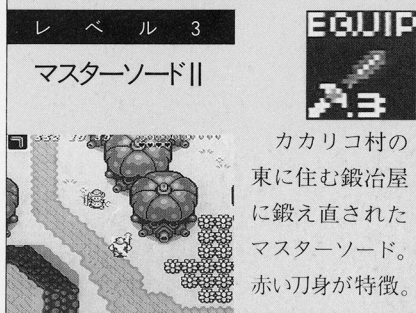 レベル3
マスターソードII
EQUIP
L.3
カカリコ村の
東に住む鍛冶屋
に鍛え直された
マスターソード。
赤い刀身が特徴。